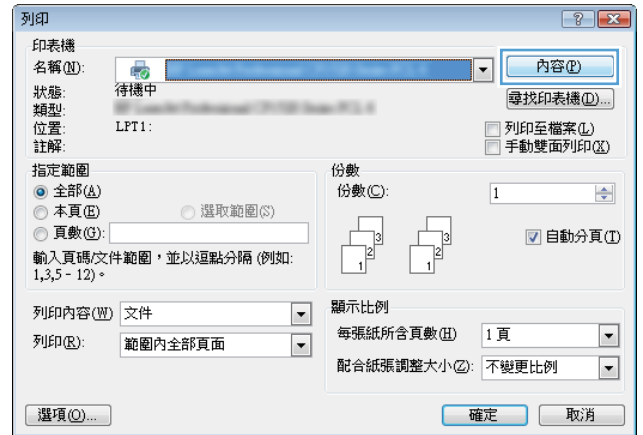 列印
印表機
名稱(N):
內容(P)
狀態: 待機中
類型:
尋找印表機(D)...
位置: LPT1:
列印至檔案(L)
註解:
手動雙面列印(X)
指定範圍
全部(A)
本頁(E) 選取範圍(S)
頁數(G):
輸入頁碼/文件範圍,並以逗點分隔 (例如:
1,3,5 - 12)。
份數
份數(C): 1
3 3
2 2
1 1
自動分頁(T)
列印內容(W) 文件
列印(R): 範圍內全部頁面
顯示比例
每張紙所含頁數(H) 1 頁
配合紙張調整大小(Z): 不變更比例
選項(O)... 確定 取消